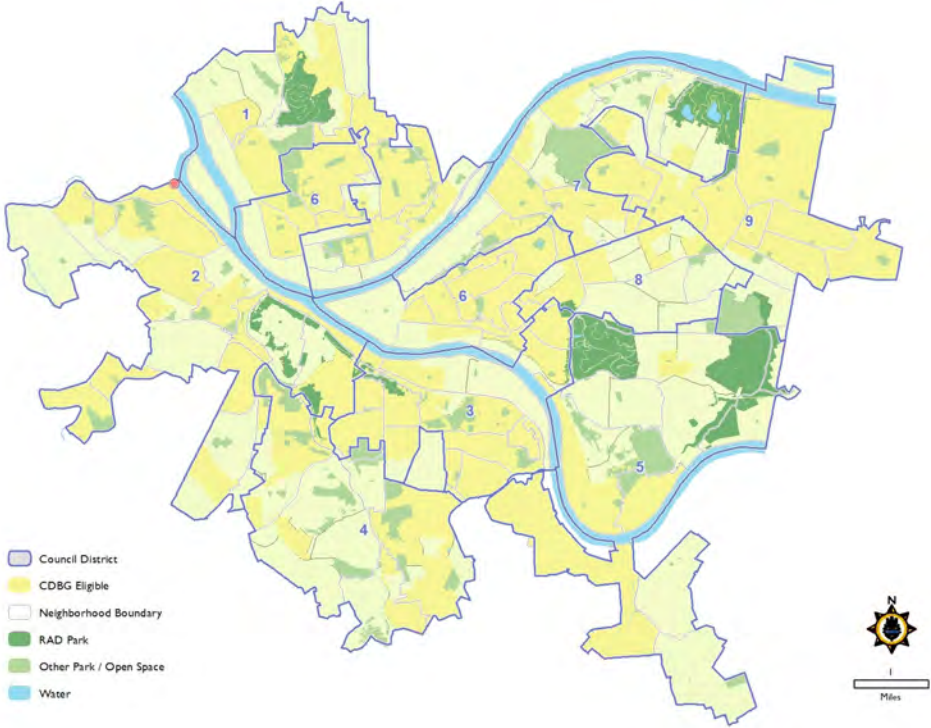 1
6
7
9
2
6
8
3
5
4
Council District
CDBG Eligible
Neighborhood Boundary
RAD Park
Other Park / Open Space
Water
N
1
Miles